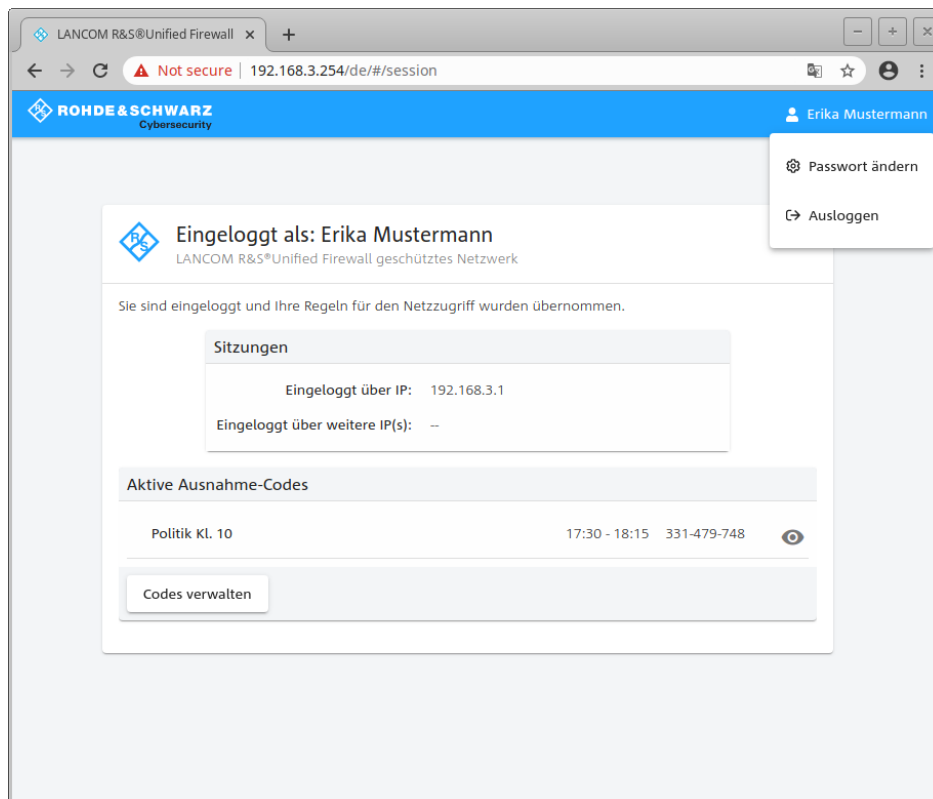 LANCOM R&S®Unified Firewall
Not secure | 192.168.3.254/de/#/session
ROHDE & SCHWARZ
Cybersecurity
Erika Mustermann
Passwort ändern
Ausloggen
R S
Eingeloggt als: Erika Mustermann
LANCOM R&S®Unified Firewall geschütztes Netzwerk
Sie sind eingeloggt und Ihre Regeln für den Netzzugriff wurden übernommen.
Sitzungen
Eingeloggt über IP: 192.168.3.1
Eingeloggt über weitere IP(s): --
Aktive Ausnahme-Codes
Politik Kl. 10 17:30 - 18:15 331-479-748
Codes verwalten